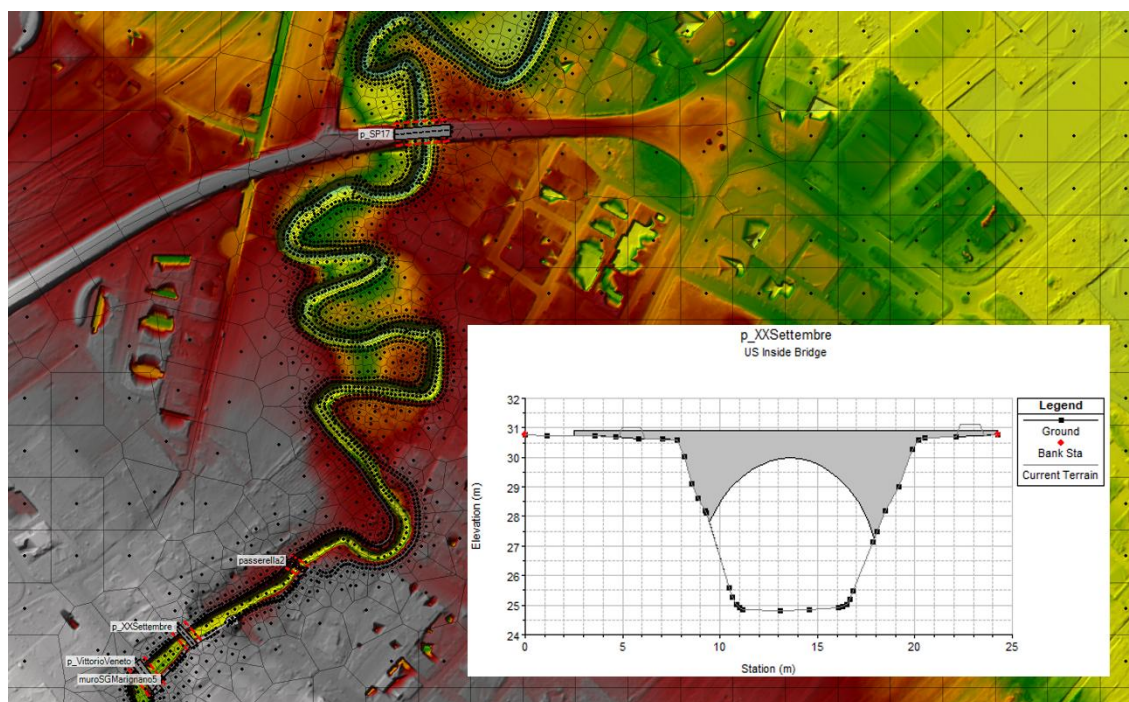 p_SP17
passerella2
p_XXSettembre
p_VittorioVeneto
muroSGMarignano5
p_XXSettembre
US Inside Bridge
Legend
Ground
Bank Sta
Current Terrain
Elevation (m)
32
31
30
29
28
27
26
25
24
0
5
10
15
20
25
Station (m)